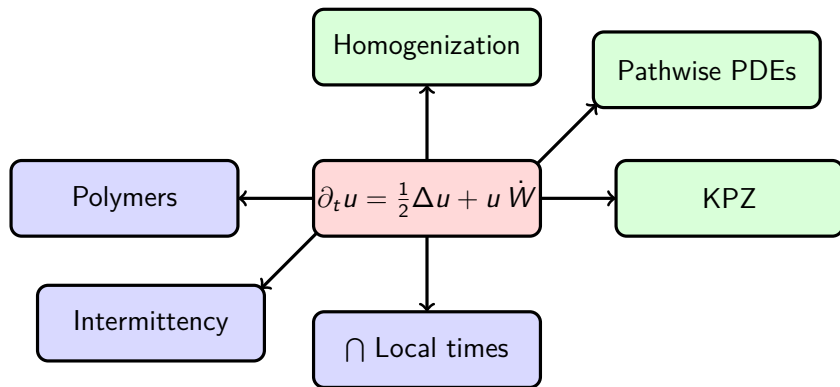 Homogenization
Pathwise PDEs
Polymers
∂ₜu = ½Δu + u Ẇ
KPZ
Intermittency
⋂ Local times